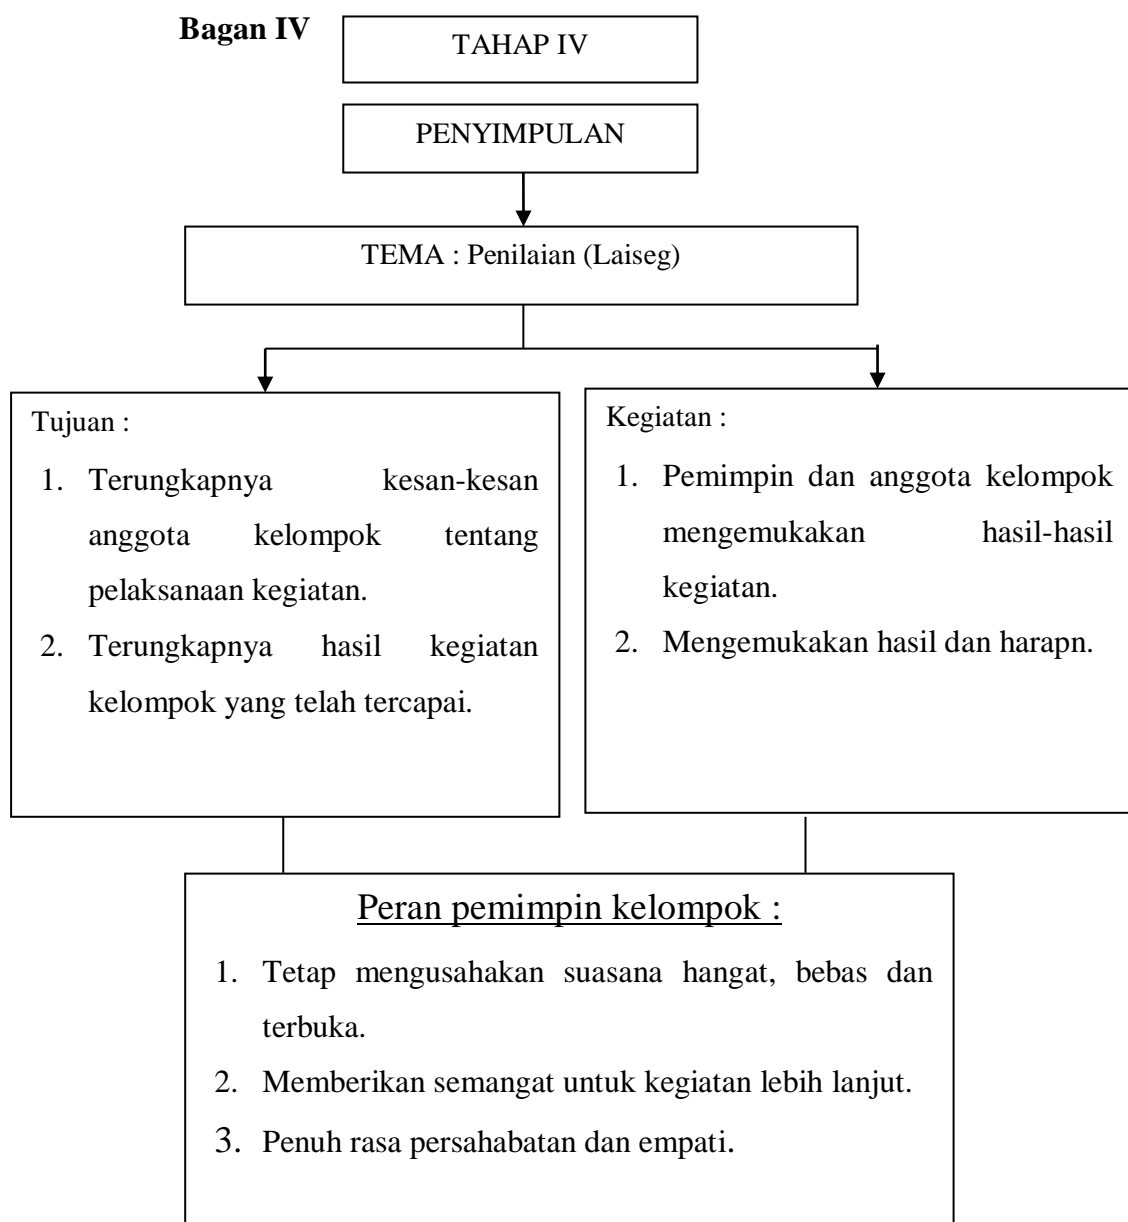 Bagan IV
TAHAP IV
PENYIMPULAN
TEMA : Penilaian (Laiseg)
Tujuan :
1. Terungkapnya kesan-kesan
anggota kelompok tentang
pelaksanaan kegiatan.
2. Terungkapnya hasil kegiatan
kelompok yang telah tercapai.
Kegiatan :
1. Pemimpin dan anggota kelompok
mengemukakan hasil-hasil
kegiatan.
2. Mengemukakan hasil dan harapn.
Peran pemimpin kelompok :
1. Tetap mengusahakan suasana hangat, bebas dan
terbuka.
2. Memberikan semangat untuk kegiatan lebih lanjut.
3. Penuh rasa persahabatan dan empati.